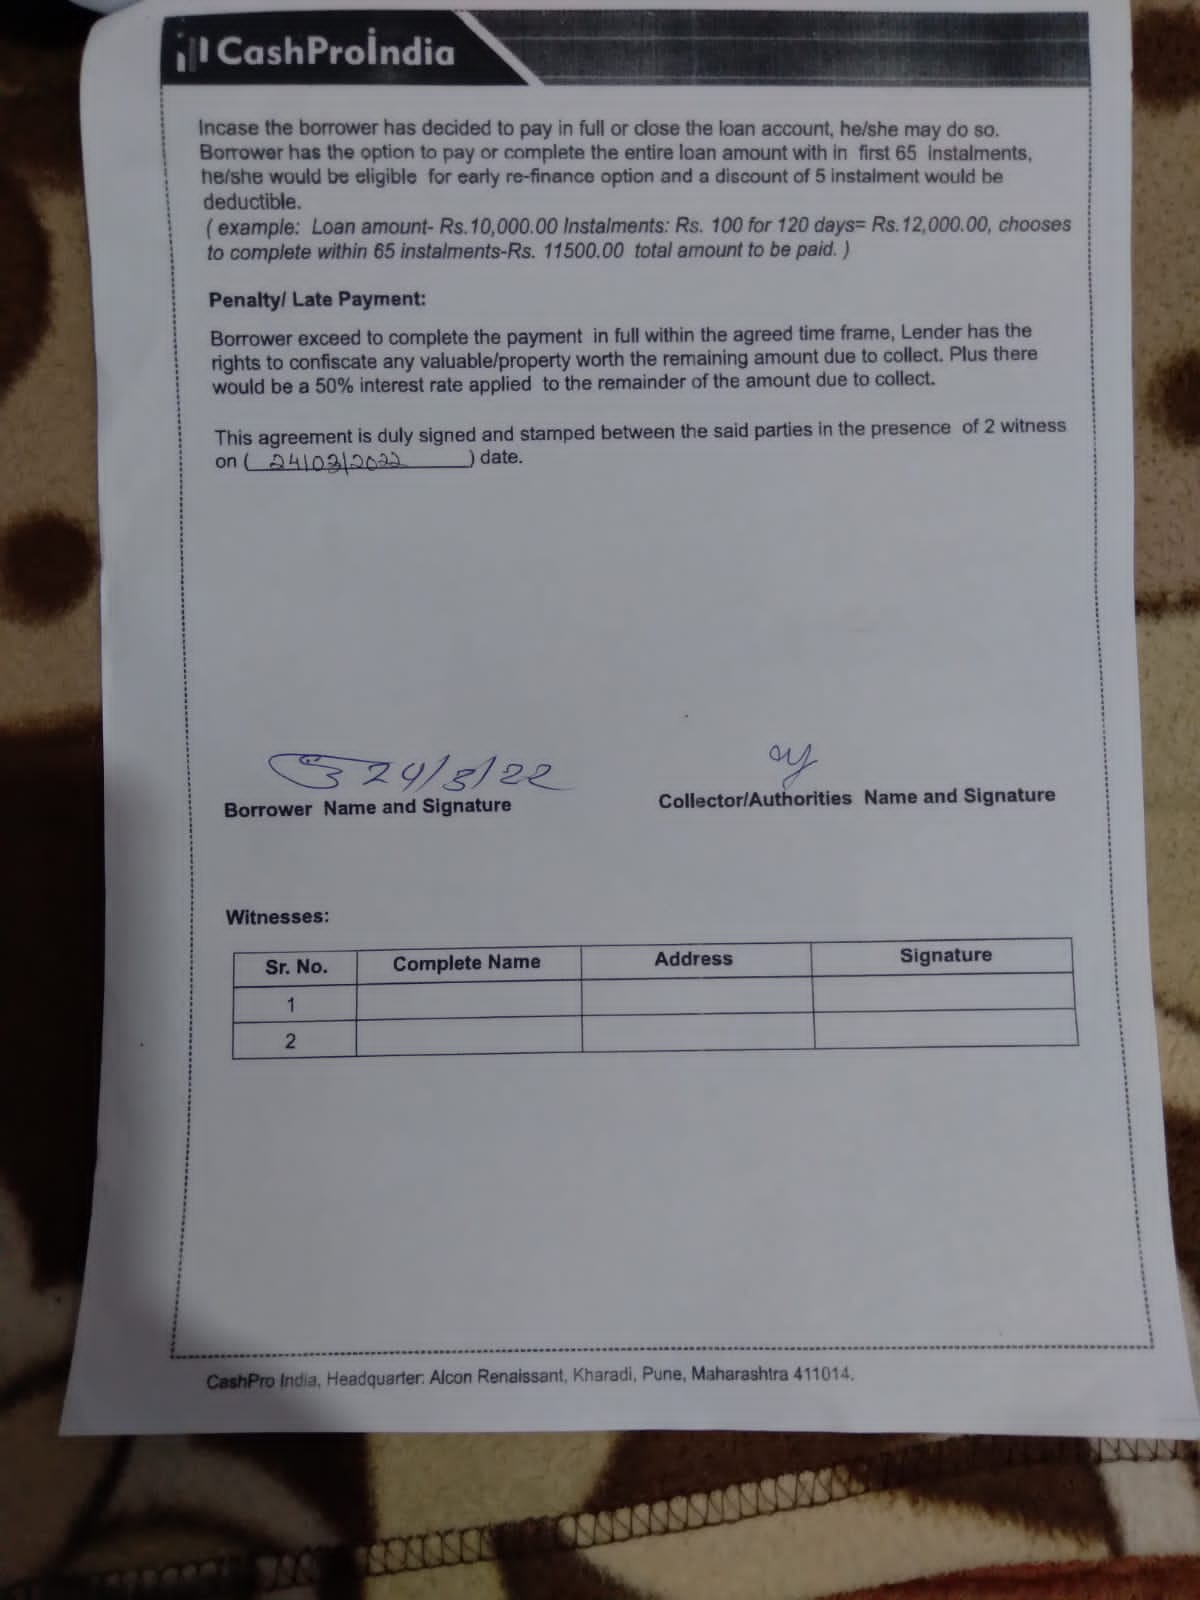 CashProIndia
Incase the borrower has decided to pay in full or close the loan account, he/she may do so.
Borrower has the option to pay or complete the entire loan amount with in first 65 instalments,
he/she would be eligible for early re-finance option and a discount of 5 instalment would be
deductible.
( example: Loan amount- Rs.10,000.00 Instalments: Rs. 100 for 120 days= Rs.12,000.00, chooses
to complete within 65 instalments-Rs. 11500.00 total amount to be paid. )
Penalty/ Late Payment:
Borrower exceed to complete the payment in full within the agreed time frame, Lender has the
rights to confiscate any valuable/property worth the remaining amount due to collect. Plus there
would be a 50% interest rate applied to the remainder of the amount due to collect.
This agreement is duly signed and stamped between the said parties in the presence of 2 witness
on ( 24/03/2022 ) date.
24/3/22
Borrower Name and Signature
Collector/Authorities Name and Signature
Witnesses:
Sr. No. Complete Name Address Signature
1
2
CashPro India, Headquarter: Alcon Renaissant, Kharadi, Pune, Maharashtra 411014.